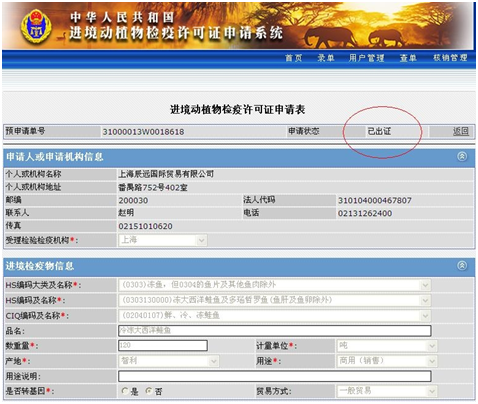 中华人民共和国
进境动植物检疫许可证申请系统
首页 录单 用户管理 查单 核销管理
进境动植物检疫许可证申请表
预申请单号 31000013W0018618 申请状态 已出证 返回
申请人或申请机构信息
个人或机构名称 上海辰远国际贸易有限公司
个人或机构地址 番禺路752号402室
邮编 200030 法人代码 310104000467807
联系人 赵明 电话 02131262400
传真 02151010620
受理检验检疫机构*: 上海
进境检疫物信息
HS编码大类及名称*: (0303)冻鱼，但0304的鱼片及其他鱼肉除外
HS编码及名称*: (0303130000)冻大西洋鲑鱼及多瑙哲罗鱼(鱼肝及鱼卵除外)
CIQ编码及名称*: (02040107)鲜、冷、冻鲑鱼
品名: 冷冻大西洋鲑鱼
数重量*: 120 计量单位*: 吨
产地*: 智利 用途*: 商用（销售）
用途说明:
是否转基因*: 是 否 贸易方式: 一般贸易